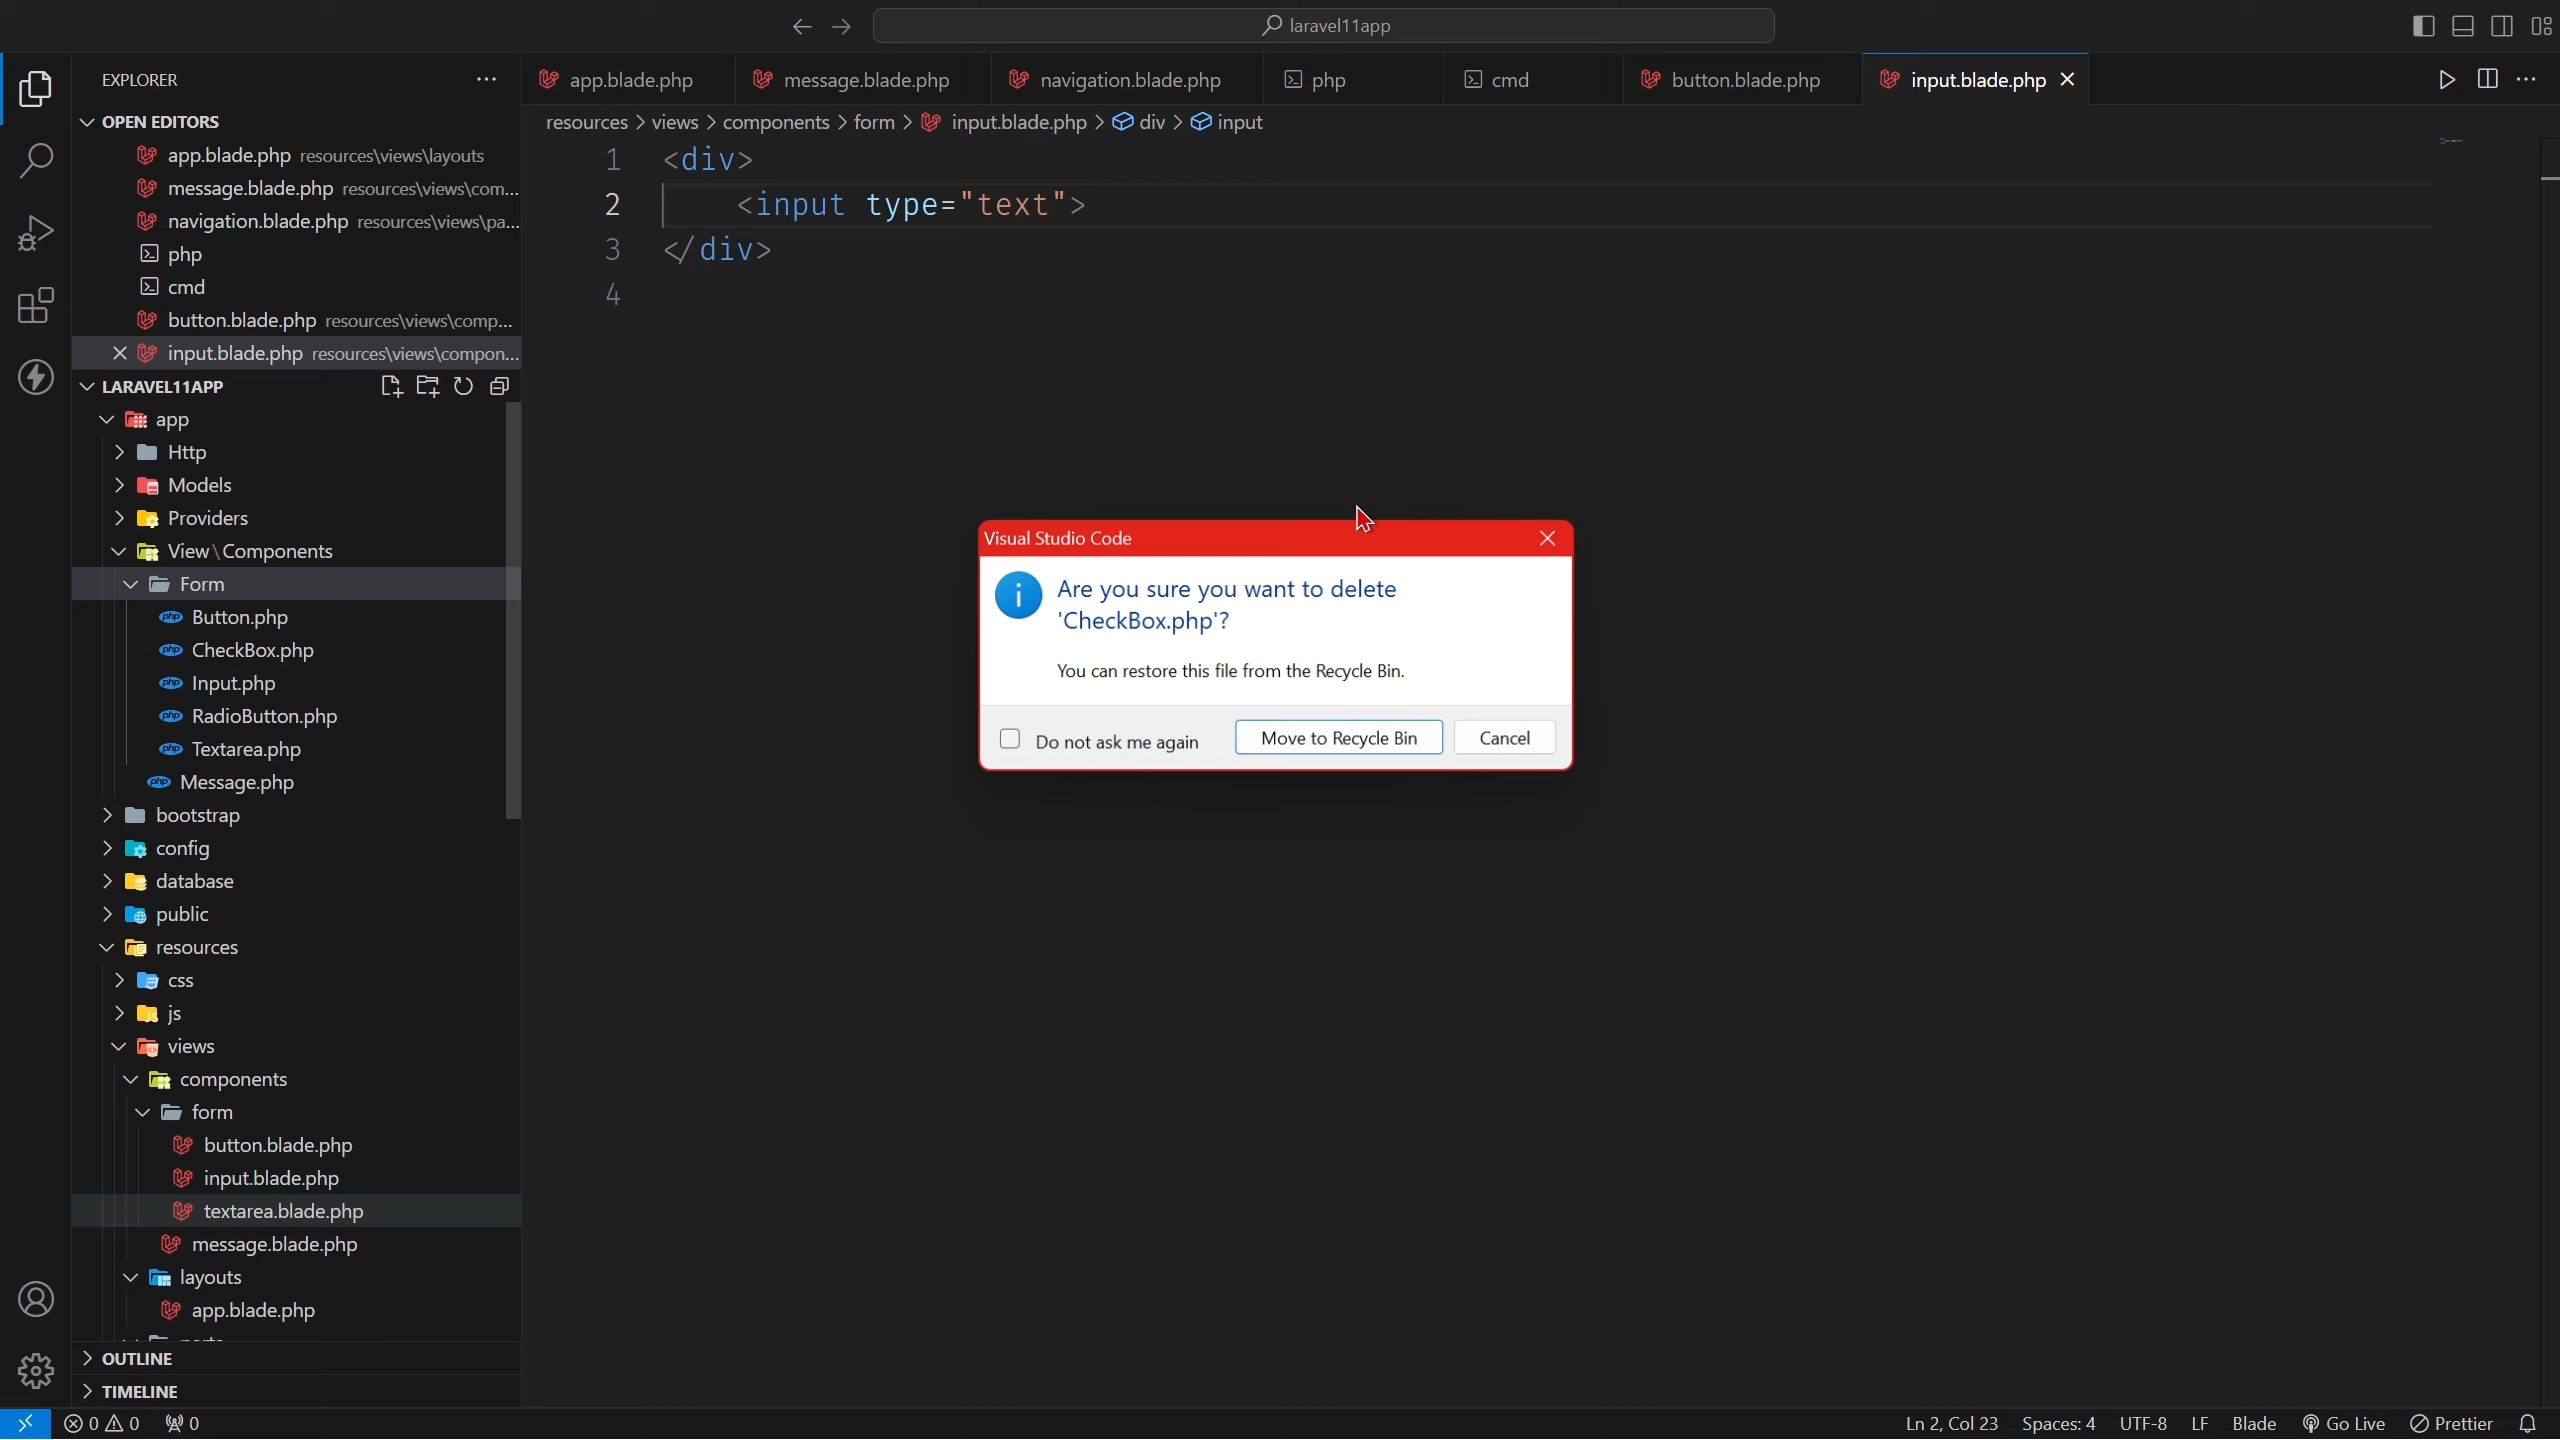 laravel11app
EXPLORER
OPEN EDITORS
app.blade.php resources\views\layouts
message.blade.php resources\views\com...
navigation.blade.php resources\views\pa...
php
cmd
button.blade.php resources\views\comp...
input.blade.php resources\views\compon...
LARAVEL11APP
app
Http
Models
Providers
View\Components
Form
Button.php
CheckBox.php
Input.php
RadioButton.php
Textarea.php
Message.php
bootstrap
config
database
public
resources
css
js
views
components
form
button.blade.php
input.blade.php
textarea.blade.php
message.blade.php
layouts
app.blade.php
OUTLINE
TIMELINE
app.blade.php message.blade.php navigation.blade.php php cmd button.blade.php input.blade.php
resources > views > components > form > input.blade.php > div > input
1 <div>
2 <input type="text">
3 </div>
4
Visual Studio Code
Are you sure you want to delete
'CheckBox.php'?
You can restore this file from the Recycle Bin.
Do not ask me again Move to Recycle Bin Cancel
0 0 0 Ln 2, Col 23 Spaces: 4 UTF-8 LF Blade Go Live Prettier